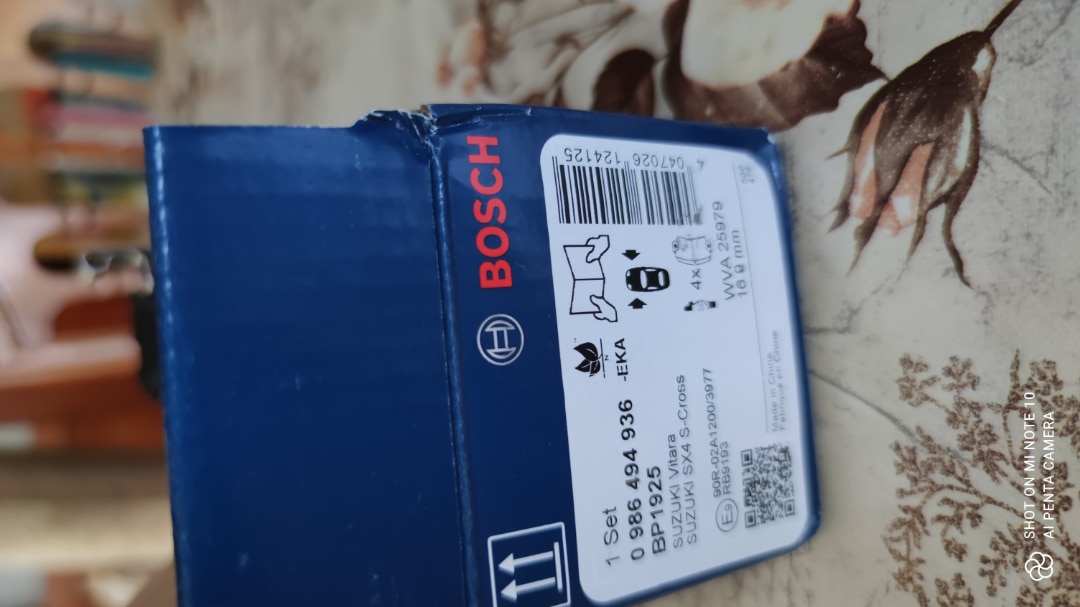 BOSCH
1 Set
0 986 494 936 -EKA
BP1925
SUZUKI Vitara
SUZUKI SX4 S-Cross
E9 90R-02A1200/3977
RB9193
4 047026 124125
4x
WVA 25979
16.9 mm
Made in China
Fabriqué en Chine
SHOT ON MI NOTE 10
AI PENTA CAMERA